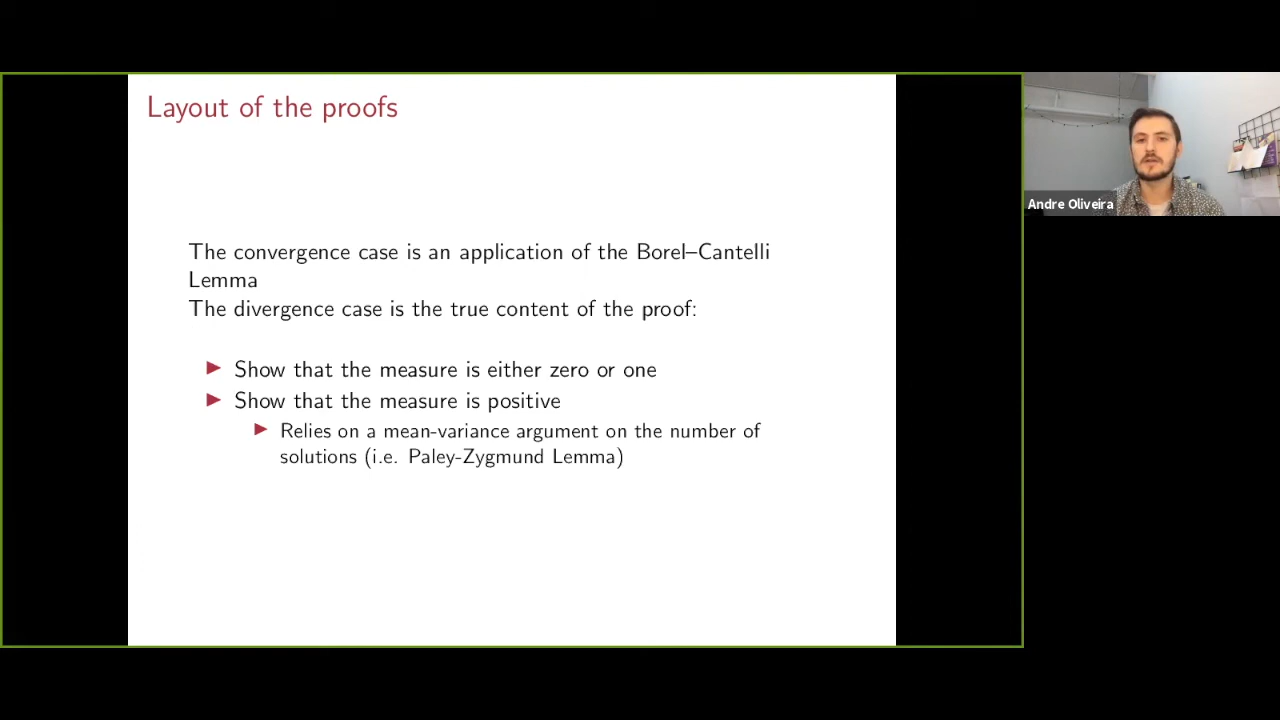 Layout of the proofs
The convergence case is an application of the Borel–Cantelli
Lemma
The divergence case is the true content of the proof:
Show that the measure is either zero or one
Show that the measure is positive
Relies on a mean-variance argument on the number of
solutions (i.e. Paley-Zygmund Lemma)
Andre Oliveira